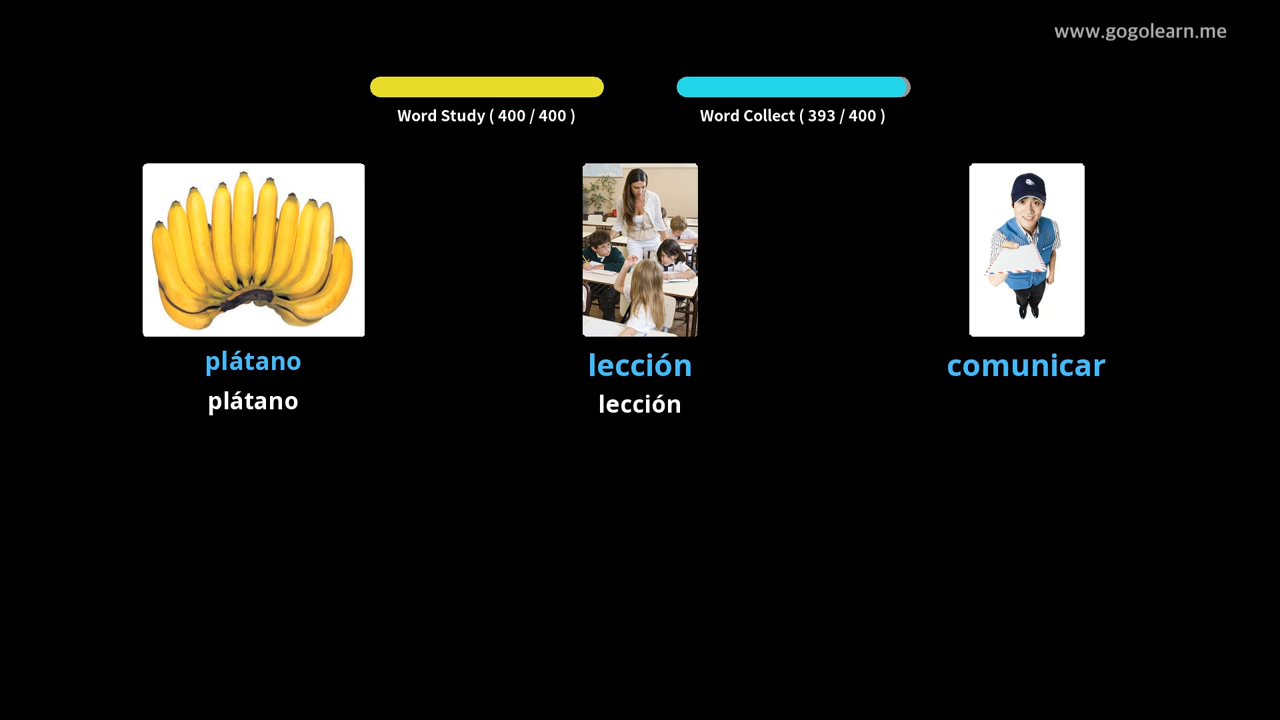 www.gogolearn.me
Word Study ( 400 / 400 )
Word Collect ( 393 / 400 )
plátano
lección
comunicar
plátano
lección